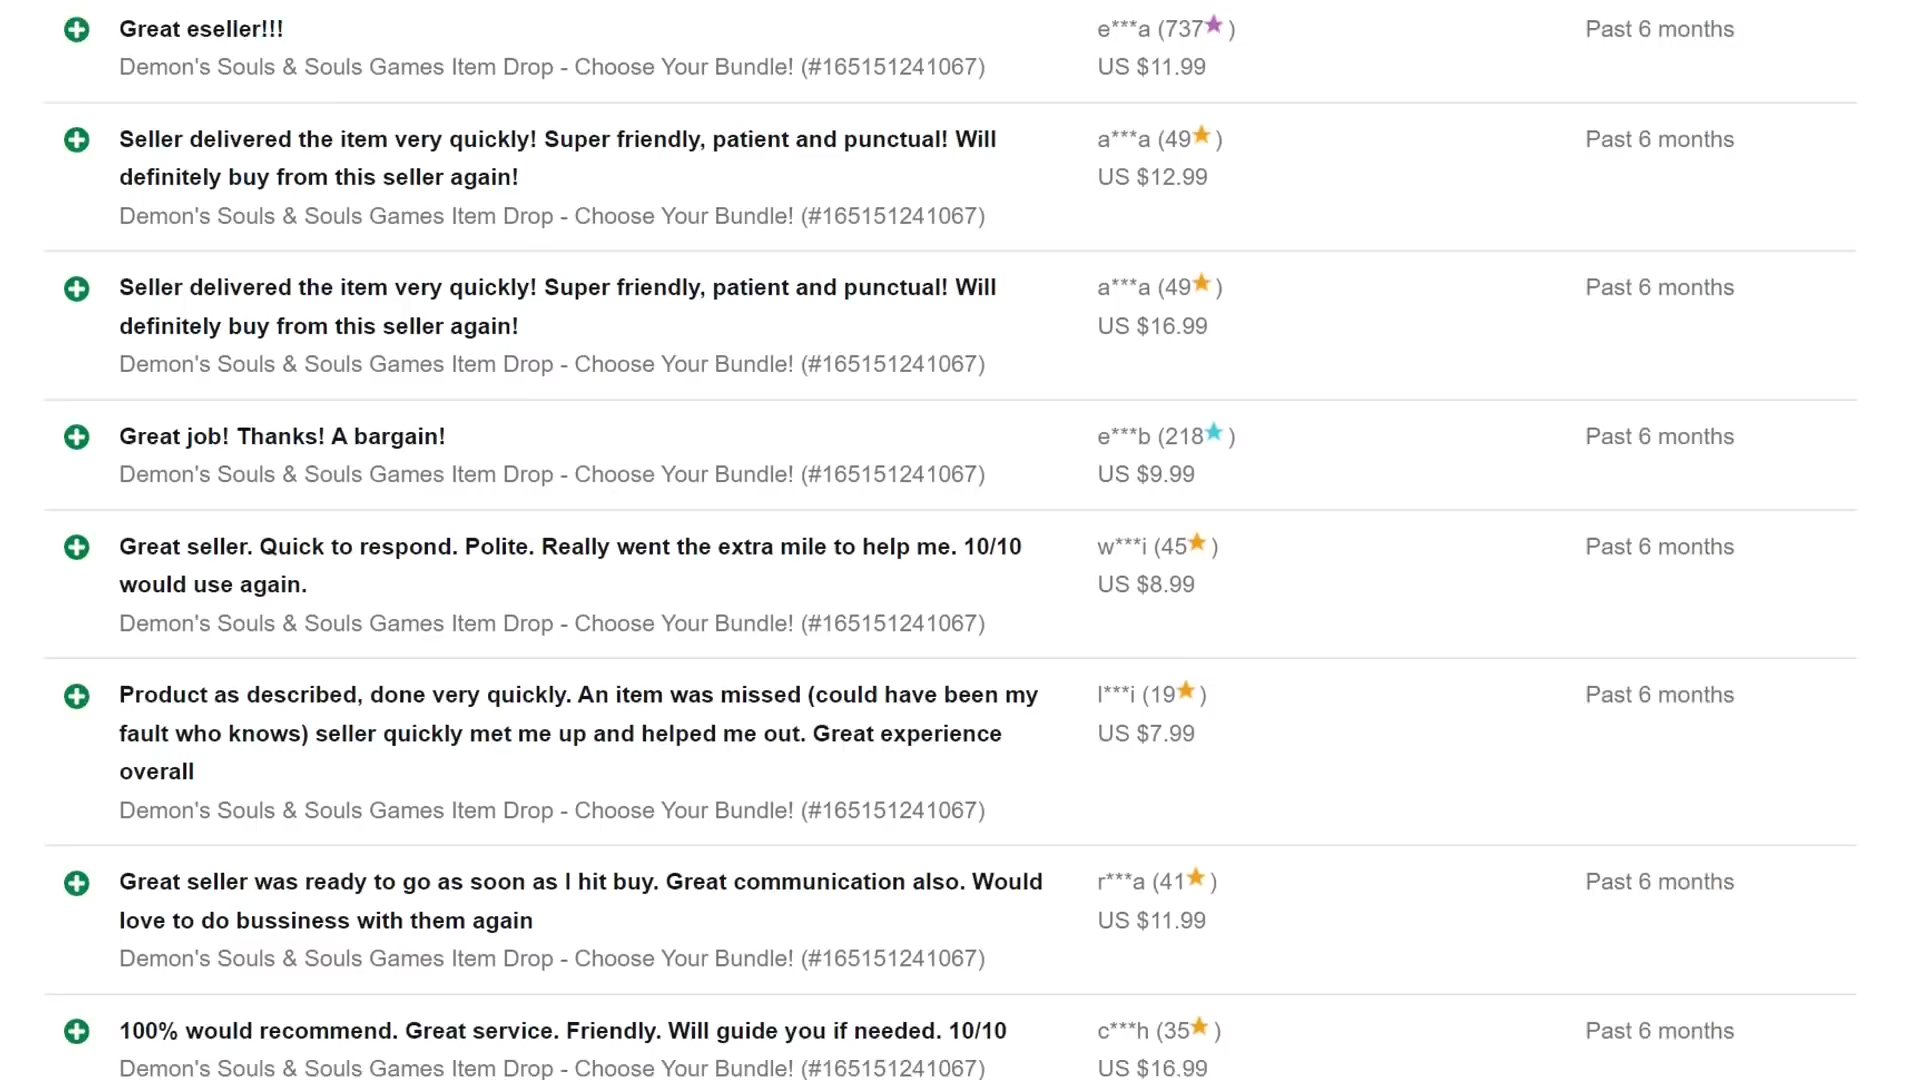 Great eseller!!! e***a (737 ) Past 6 months
Demon's Souls & Souls Games Item Drop - Choose Your Bundle! (#165151241067) US $11.99
Seller delivered the item very quickly! Super friendly, patient and punctual! Will a***a (49 ) Past 6 months
definitely buy from this seller again! US $12.99
Demon's Souls & Souls Games Item Drop - Choose Your Bundle! (#165151241067)
Seller delivered the item very quickly! Super friendly, patient and punctual! Will a***a (49 ) Past 6 months
definitely buy from this seller again! US $16.99
Demon's Souls & Souls Games Item Drop - Choose Your Bundle! (#165151241067)
Great job! Thanks! A bargain! e***b (218 ) Past 6 months
Demon's Souls & Souls Games Item Drop - Choose Your Bundle! (#165151241067) US $9.99
Great seller. Quick to respond. Polite. Really went the extra mile to help me. 10/10 w***i (45 ) Past 6 months
would use again. US $8.99
Demon's Souls & Souls Games Item Drop - Choose Your Bundle! (#165151241067)
Product as described, done very quickly. An item was missed (could have been my l***i (19 ) Past 6 months
fault who knows) seller quickly met me up and helped me out. Great experience US $7.99
overall
Demon's Souls & Souls Games Item Drop - Choose Your Bundle! (#165151241067)
Great seller was ready to go as soon as I hit buy. Great communication also. Would r***a (41 ) Past 6 months
love to do bussiness with them again US $11.99
Demon's Souls & Souls Games Item Drop - Choose Your Bundle! (#165151241067)
100% would recommend. Great service. Friendly. Will guide you if needed. 10/10 c***h (35 ) Past 6 months
Demon's Souls & Souls Games Item Drop - Choose Your Bundle! (#165151241067) US $16.99